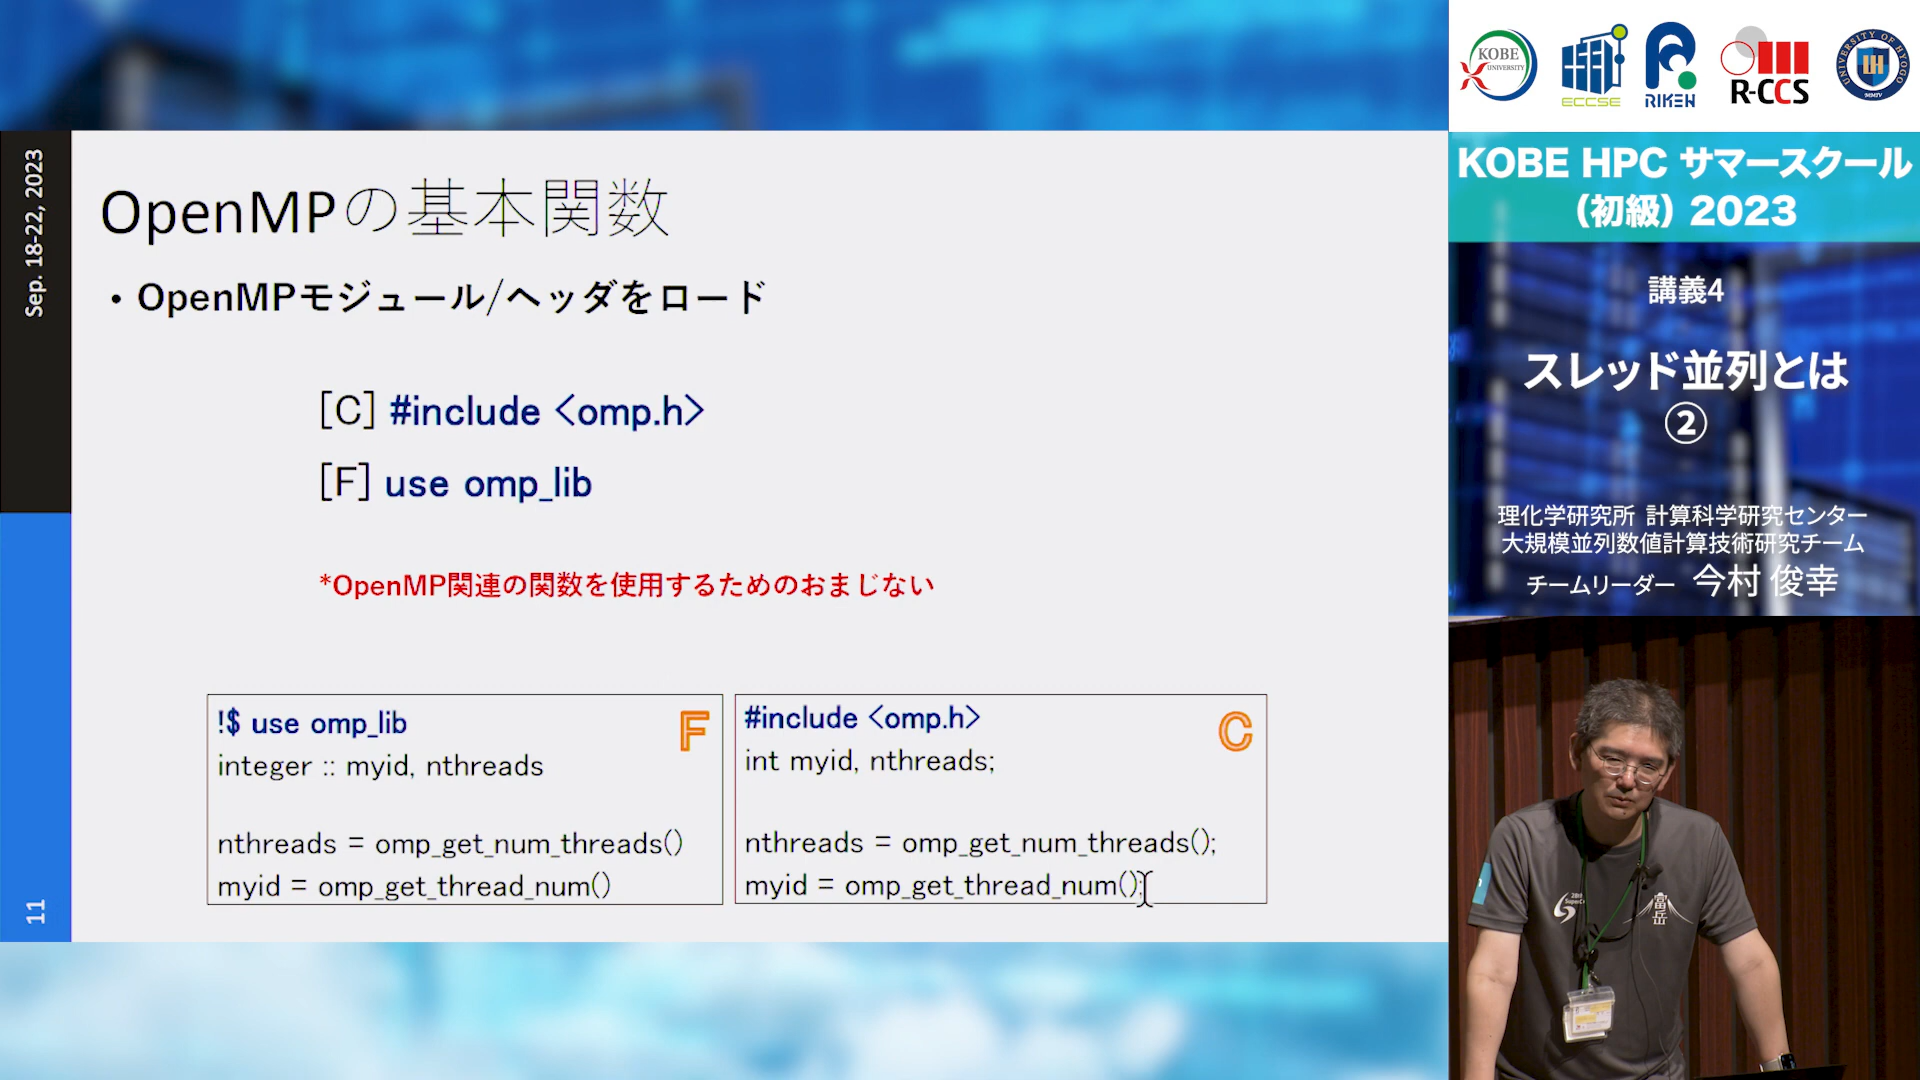 Sep. 18-22, 2023
11
OpenMPの基本関数
• OpenMPモジュール/ヘッダをロード
[C] #include <omp.h>
[F] use omp_lib
*OpenMP関連の関数を使用するためのおまじない
!$ use omp_lib
F
integer :: myid, nthreads
nthreads = omp_get_num_threads()
myid = omp_get_thread_num()
#include <omp.h>
C
int myid, nthreads;
nthreads = omp_get_num_threads();
myid = omp_get_thread_num();
KOBE
UNIVERSITY
ECCSE
RIKEN
R-CCS
UNIVERSITY OF HYOGO
KOBE HPC サマースクール
(初級) 2023
講義4
スレッド並列とは
②
理化学研究所 計算科学研究センター
大規模並列数値計算技術研究チーム
チームリーダー 今村 俊幸
富岳